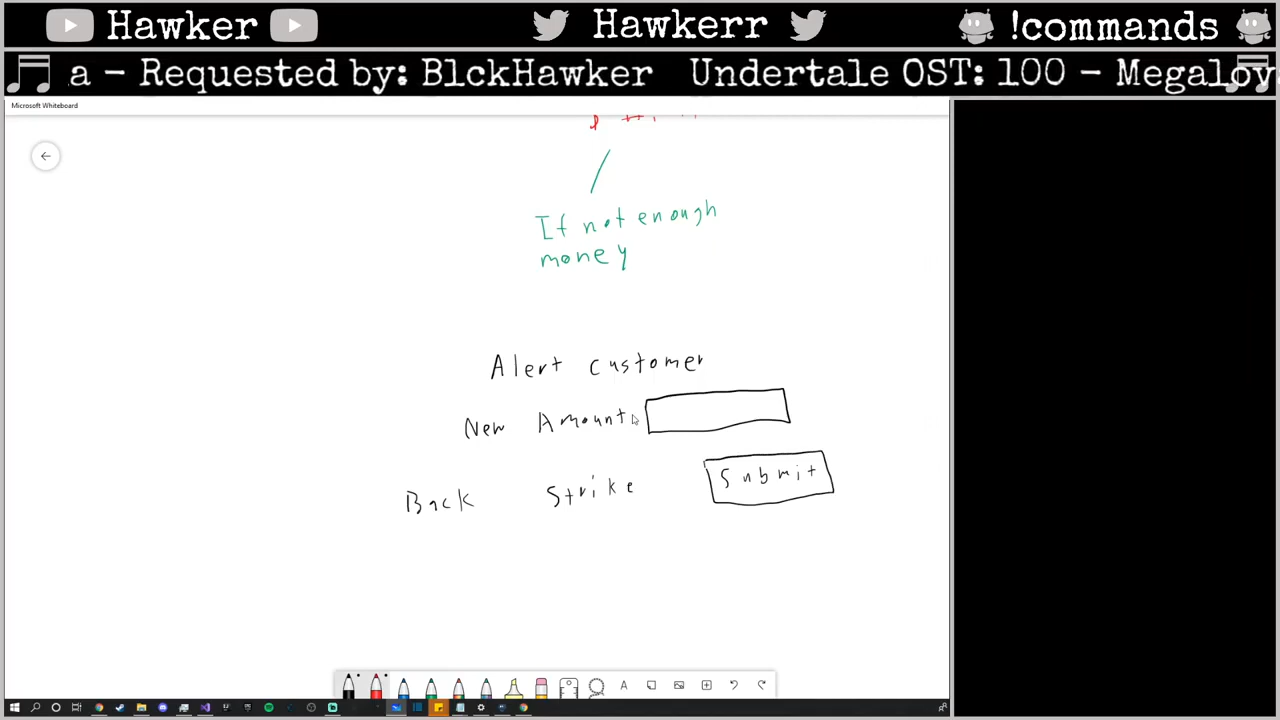 Hawker Hawkerr !commands
a - Requested by: BlckHawker Undertale OST: 100 - Megalov
Microsoft Whiteboard
If not enough
money
Alert customer
New Amount
Back Strike Submit